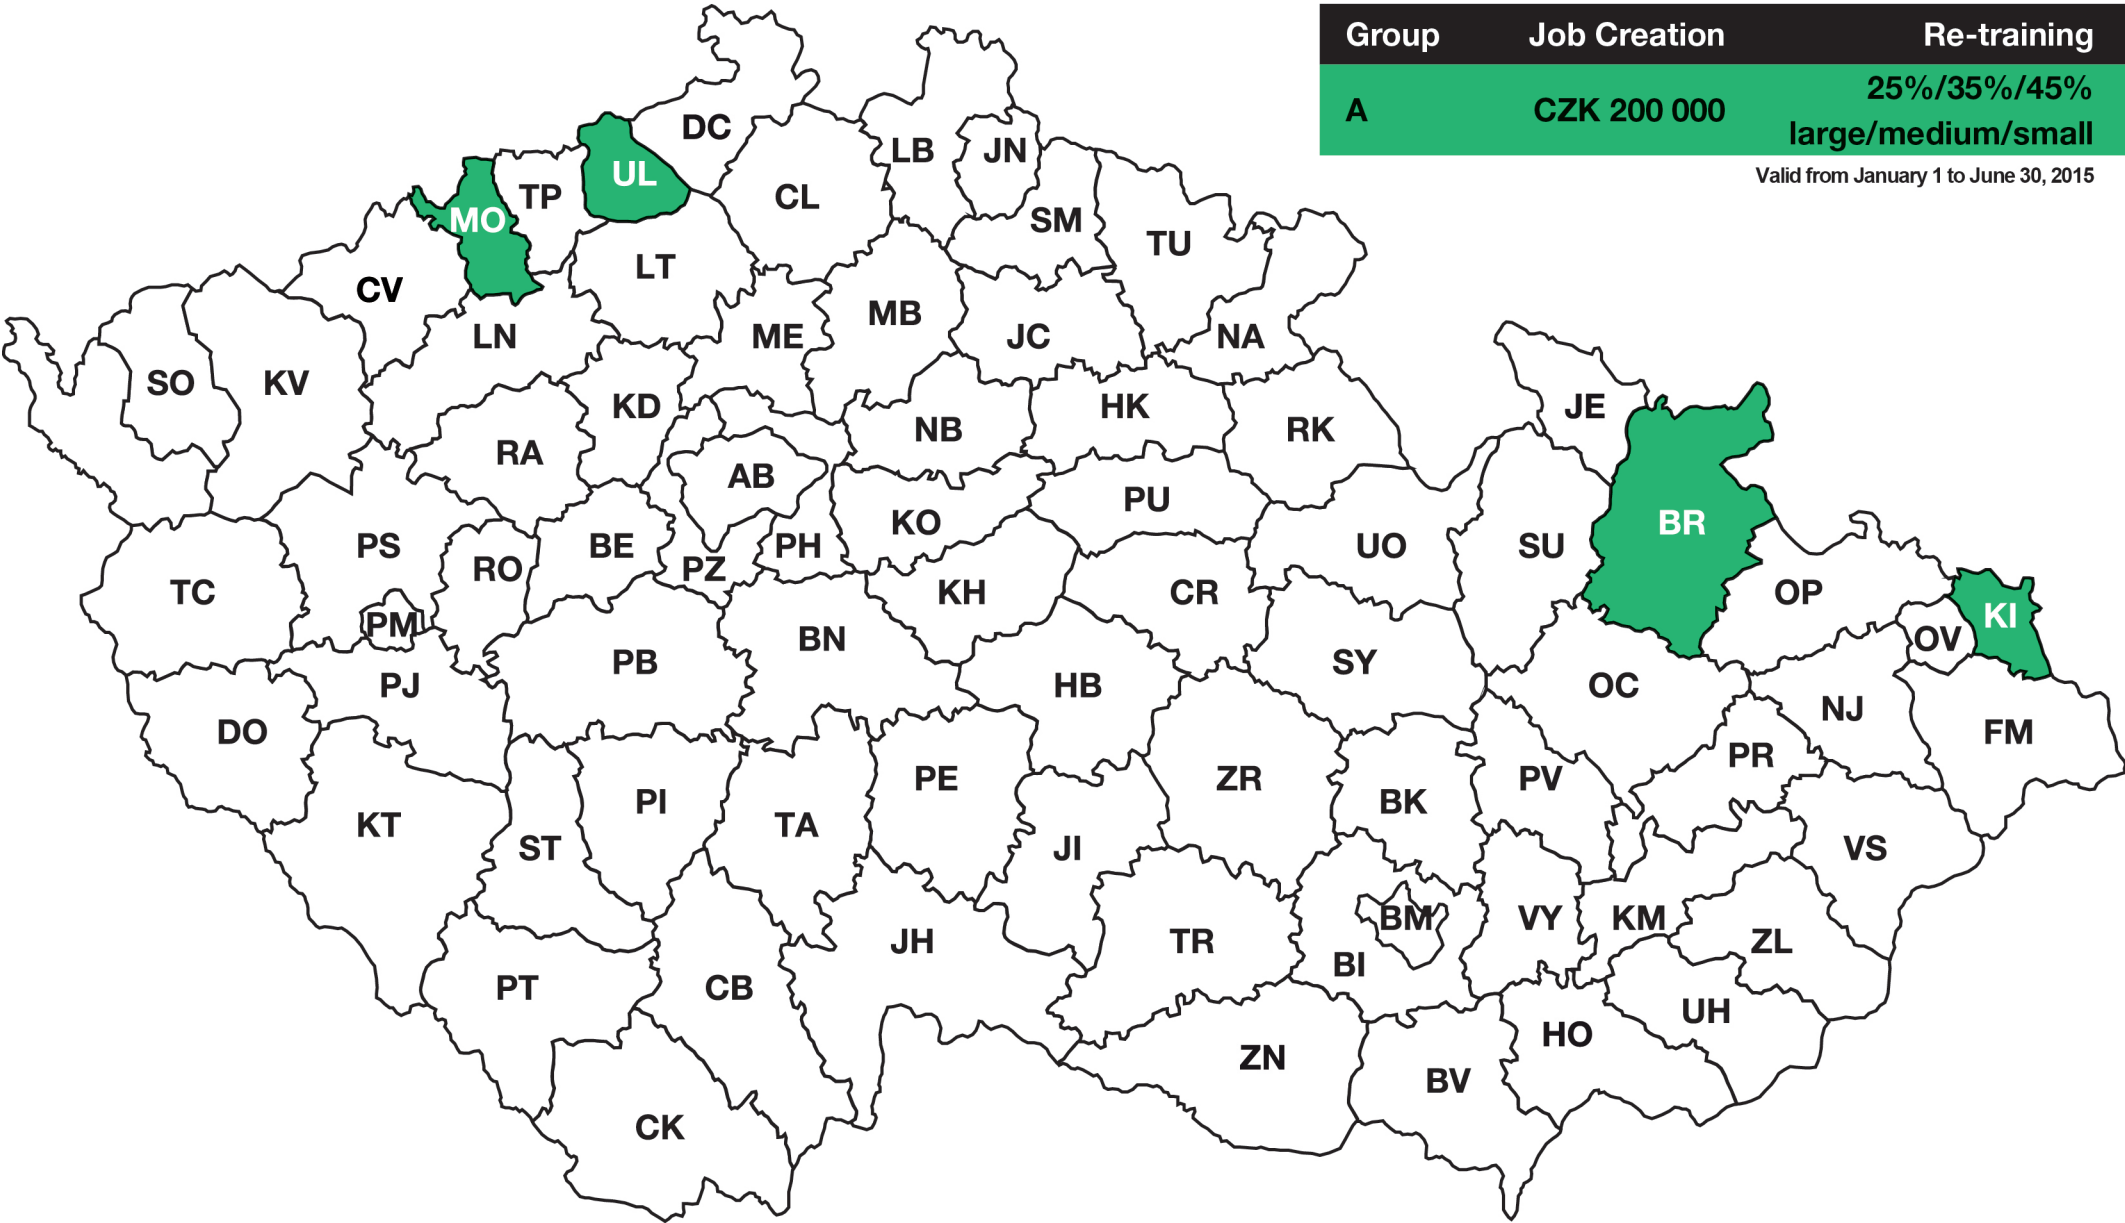 Group Job Creation Re-training
A CZK 200 000 25%/35%/45%
large/medium/small
Valid from January 1 to June 30, 2015
DC
LB JN
UL
TP
CL
MO
SM
TU
LT
CV
MB
LN
ME
JC
NA
SO
KV
KD
HK
JE
NB
RK
RA
AB
PU
KO
BR
PS
BE
PH
UO
SU
RO
PZ
TC
KH
CR
OP
KI
PM
BN
OV
PB
SY
PJ
HB
OC
NJ
DO
FM
PR
PE
ZR
PV
PI
BK
KT
TA
ST
JI
VS
BM
VY
KM
JH
TR
ZL
BI
PT
CB
UH
HO
ZN
BV
CK